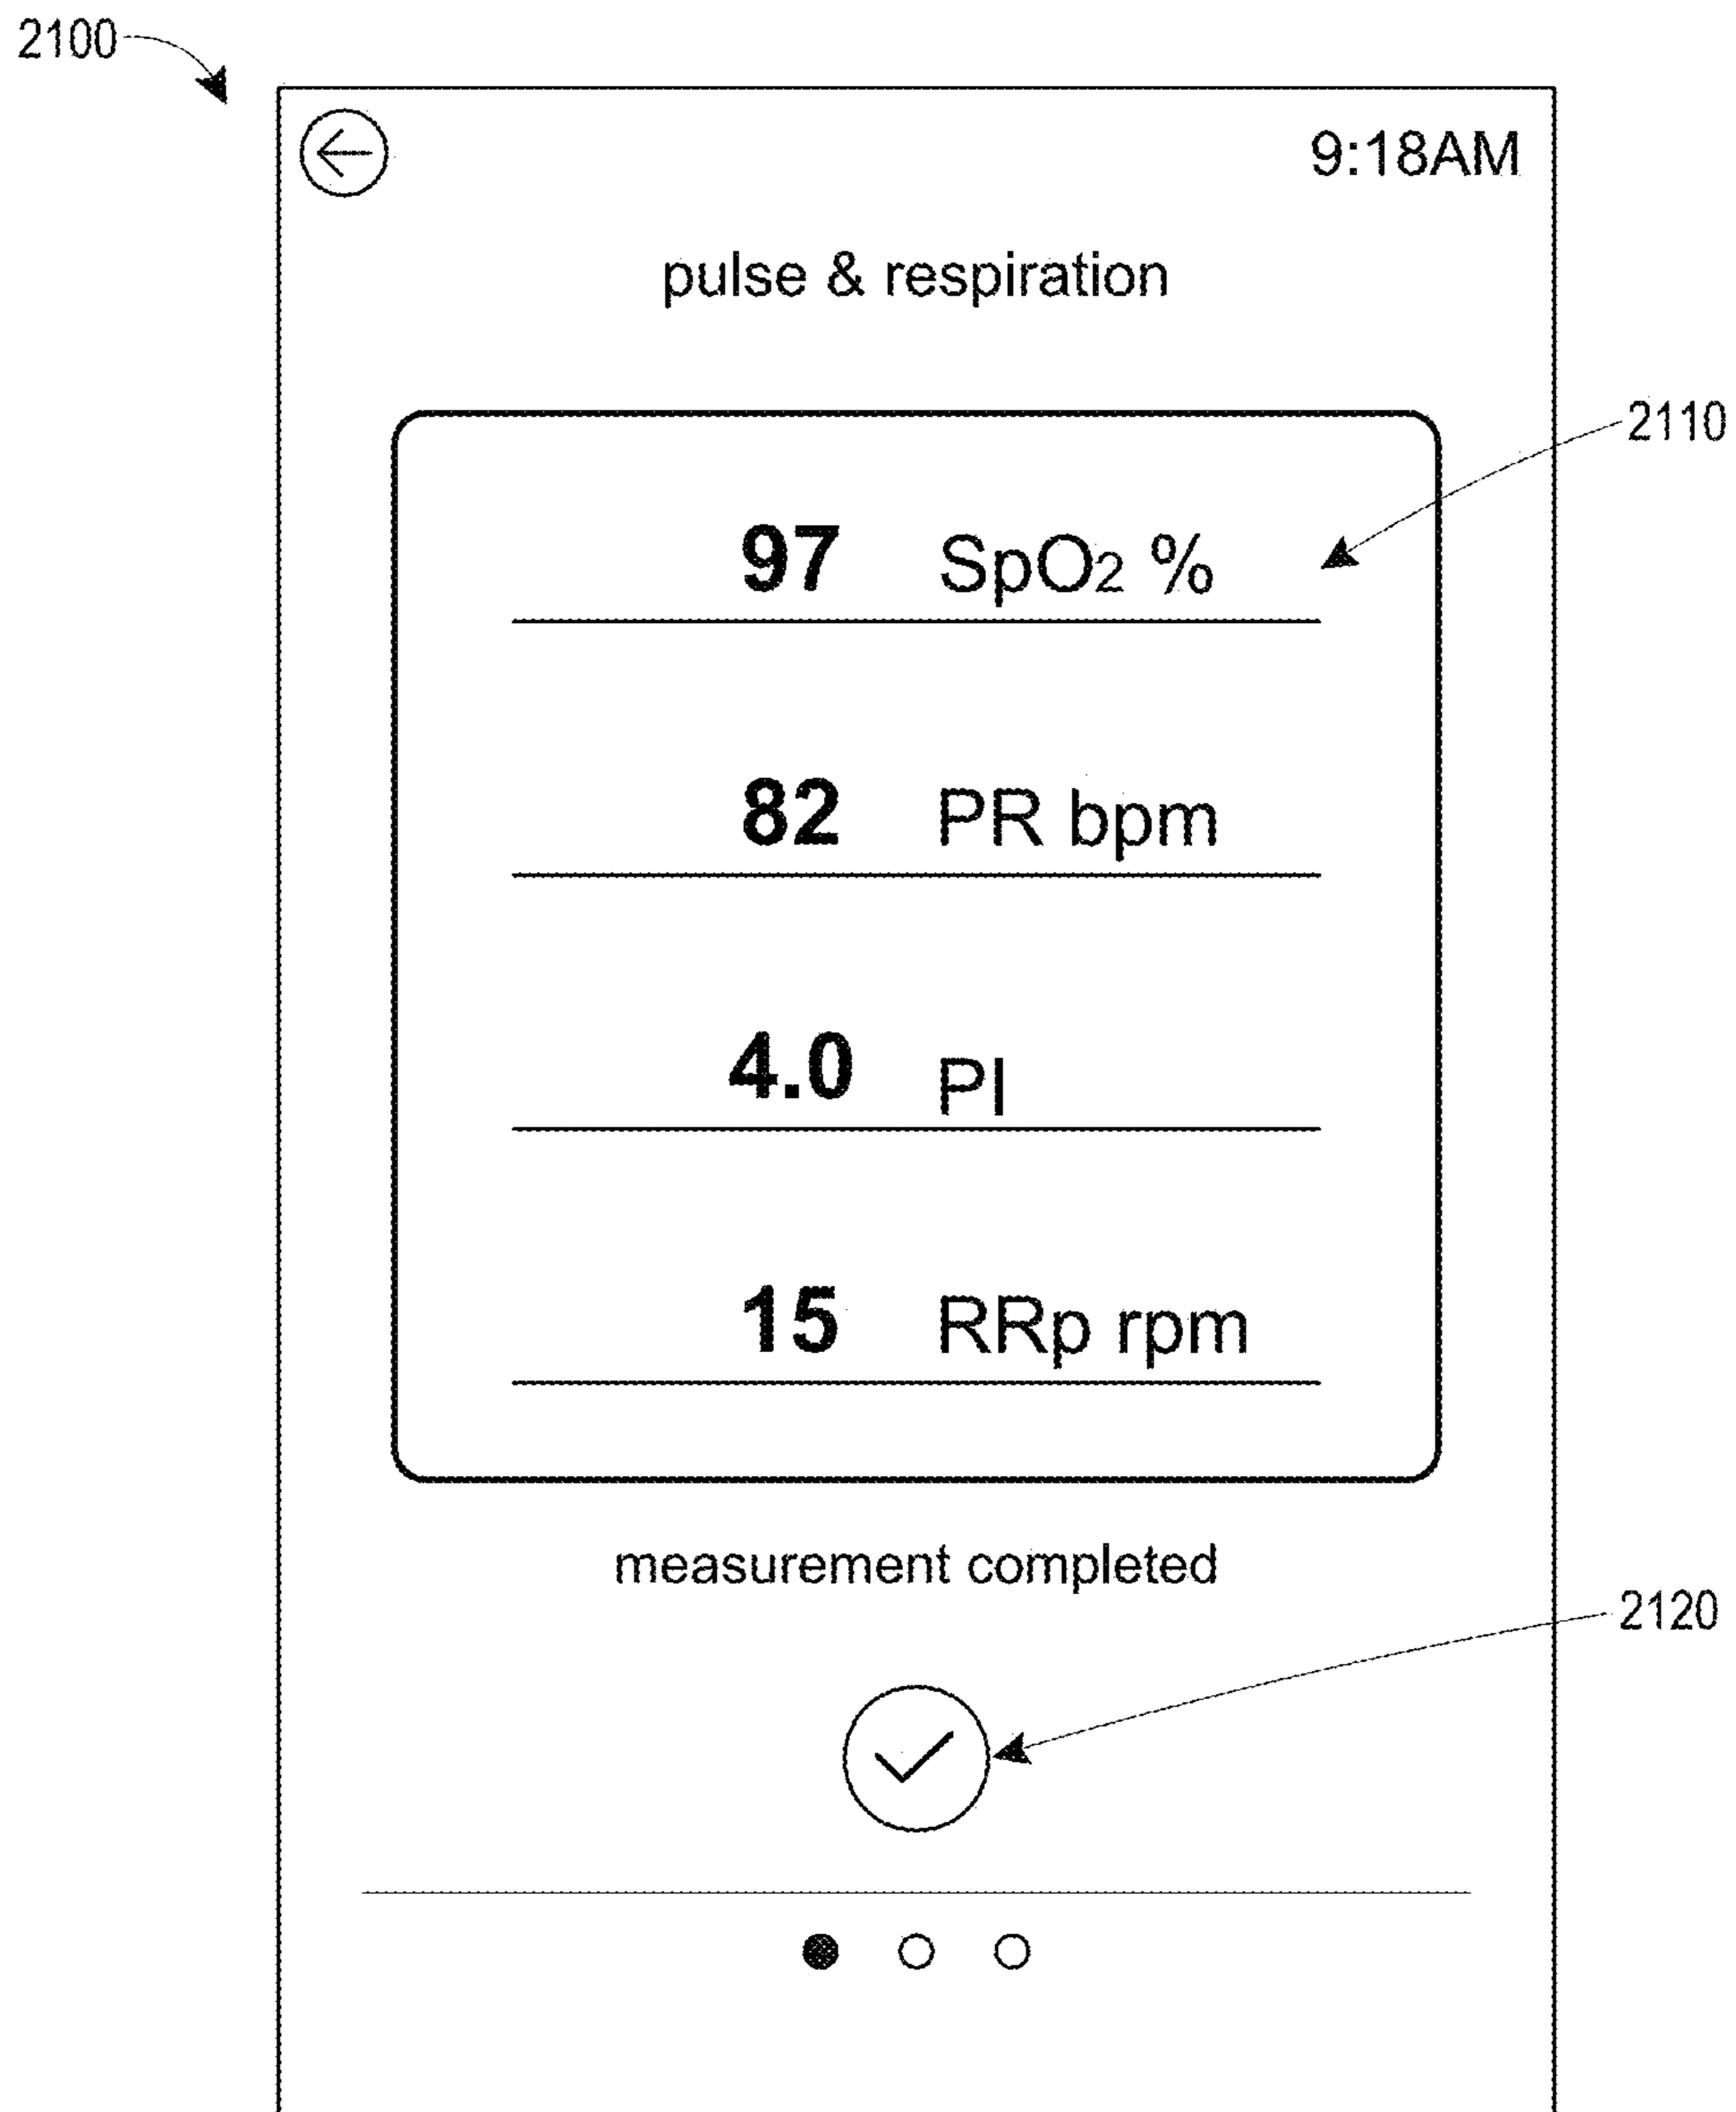 2100
9:18AM
pulse & respiration
2110
97 SpO2 %
82 PR bpm
4.0 PI
15 RRp rpm
measurement completed
2120